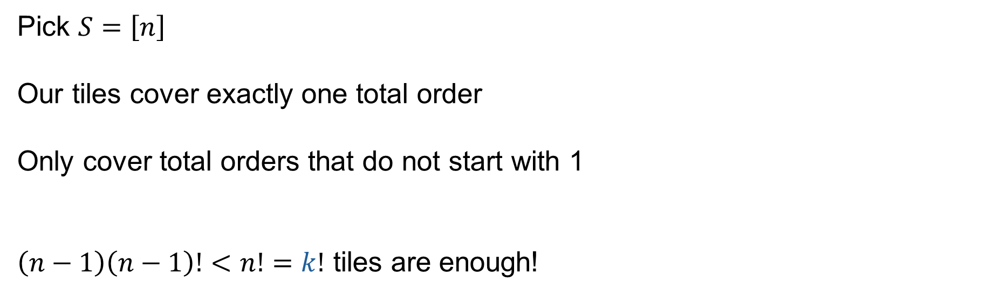 Pick 𝑆 = [𝑛]
Our tiles cover exactly one total order
Only cover total orders that do not start with 1
(𝑛 − 1)(𝑛 − 1)! < 𝑛! = 𝑘! tiles are enough!